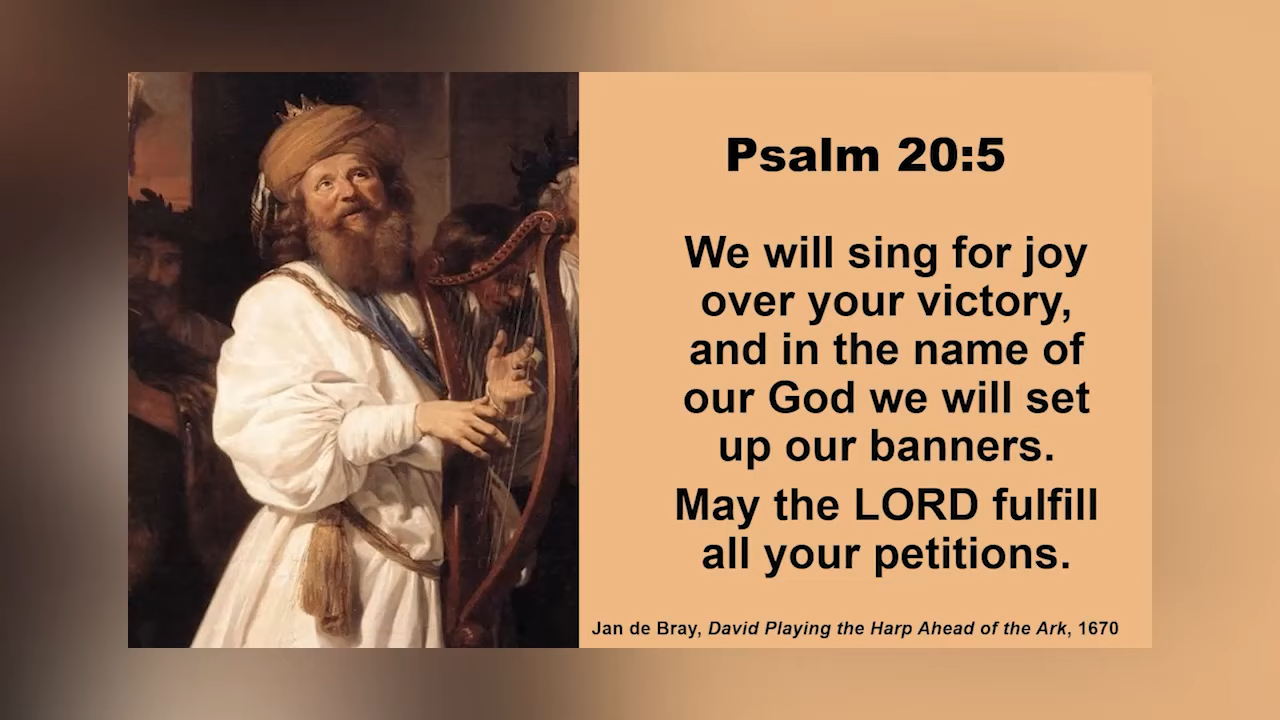 Psalm 20:5
We will sing for joy
over your victory,
and in the name of
our God we will set
up our banners.
May the LORD fulfill
all your petitions.
Jan de Bray, David Playing the Harp Ahead of the Ark, 1670